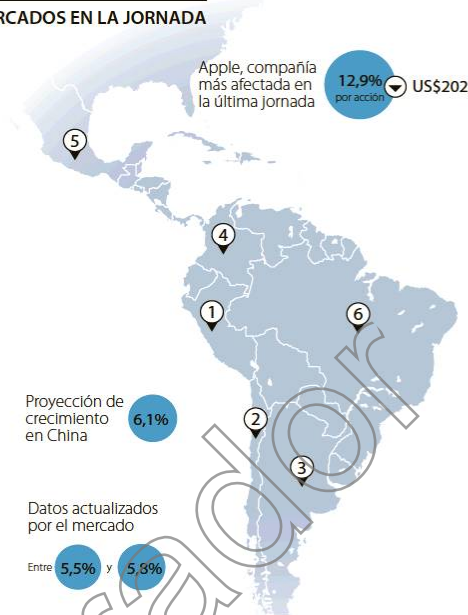 RCADOS EN LA JORNADA
Apple, compañía
más afectada en
la última jornada
12,9%
por acción
US$202
5
4
1
6
Proyección de
crecimiento
en China
6,1%
2
3
Datos actualizados
por el mercado
Entre 5,5% y 5,8%
ador